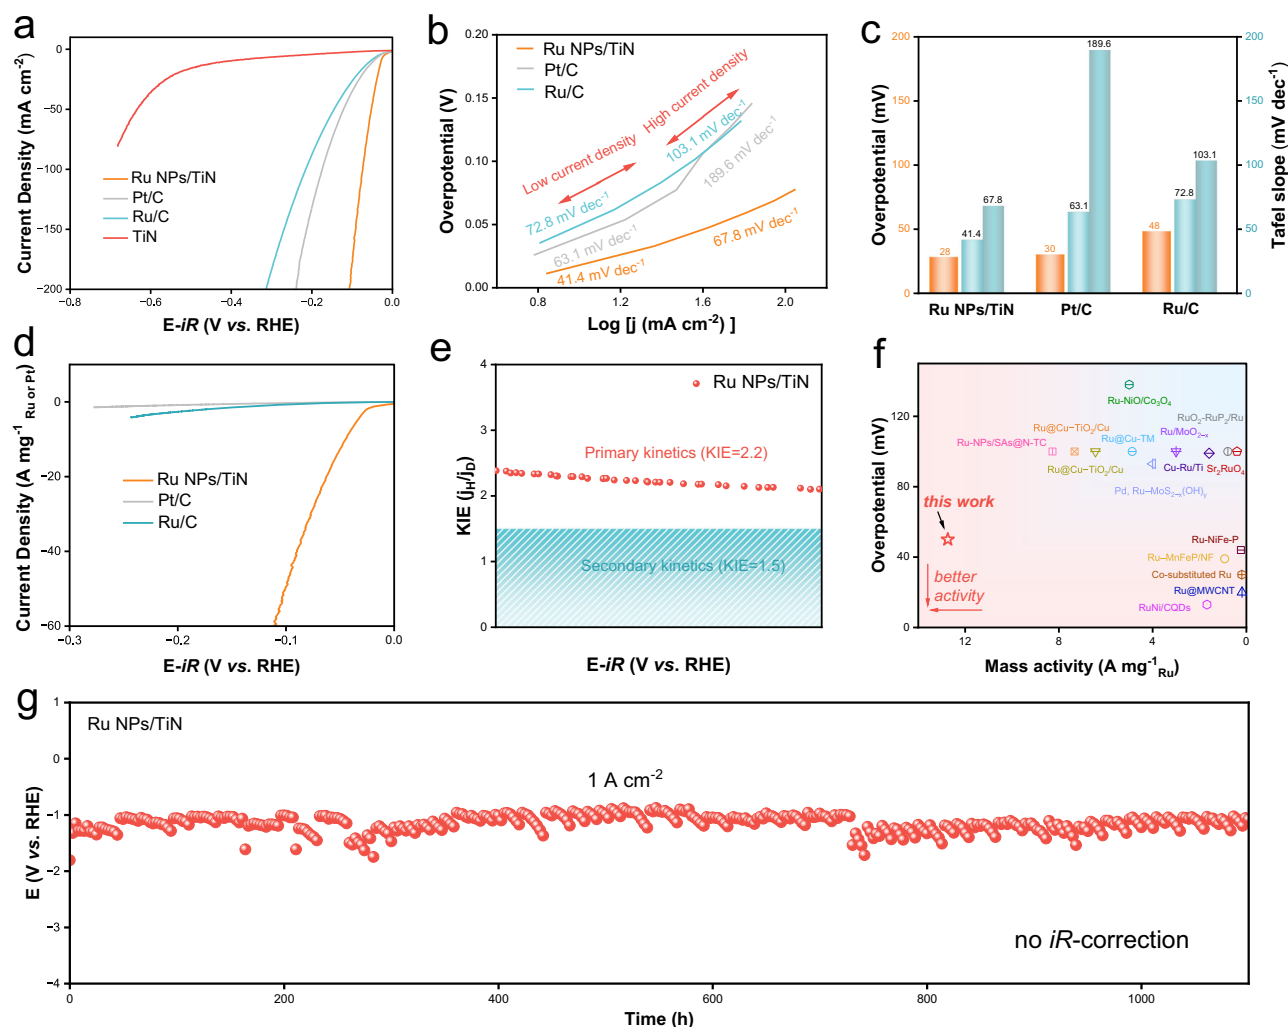 a
Current Density (mA cm⁻²)
0
−50
−100
−150
−200
Ru NPs/TiN
Pt/C
Ru/C
TiN
−0.8
−0.6
−0.4
−0.2
0.0
E-iR (V vs. RHE)
b
Overpotential (V)
0.20
0.15
0.10
0.05
0.00
Ru NPs/TiN
Pt/C
Ru/C
Low current density
High current density
72.8 mV dec⁻¹
103.1 mV dec⁻¹
63.1 mV dec⁻¹
189.6 mV dec⁻¹
41.4 mV dec⁻¹
67.8 mV dec⁻¹
0.8
1.2
1.6
2.0
Log [j (mA cm⁻²) ]
c
Overpotential (mV)
200
150
100
50
0
28
41.4
67.8
30
63.1
189.6
48
72.8
103.1
Ru NPs/TiN
Pt/C
Ru/C
200
150
100
50
0
Tafel slope (mV dec⁻¹)
d
Current Density (A mg⁻¹ Ru or Pt)
10
0
−10
−20
−30
−40
−50
−60
Ru NPs/TiN
Pt/C
Ru/C
−0.3
−0.2
−0.1
0.0
E-iR (V vs. RHE)
e
KIE (jH/jD)
4
3
2
1
0
Ru NPs/TiN
Primary kinetics (KIE=2.2)
Secondary kinetics (KIE=1.5)
E-iR (V vs. RHE)
f
Overpotential (mV)
120
80
40
0
Ru-NiO/Co₃O₄
RuO₂-RuP₂/Ru
Ru@Cu−TiO₂/Cu
Ru/MoO₂₋ₓ
Ru-NPs/SAs@N-TC
Ru@Cu-TM
Ru@Cu−TiO₂/Cu
Cu-Ru/Ti
Sr₂RuO₄
Pd, Ru−MoS₂₋ₓ(OH)ᵧ
this work
Ru-NiFe-P
Ru−MnFeP/NF
Co-substituted Ru
better
activity
Ru@MWCNT
RuNi/CQDs
12
8
4
0
Mass activity (A mg⁻¹Ru)
g
E (V vs. RHE)
1
0
−1
−2
−3
−4
Ru NPs/TiN
1 A cm⁻²
no iR-correction
0
200
400
600
800
1000
Time (h)